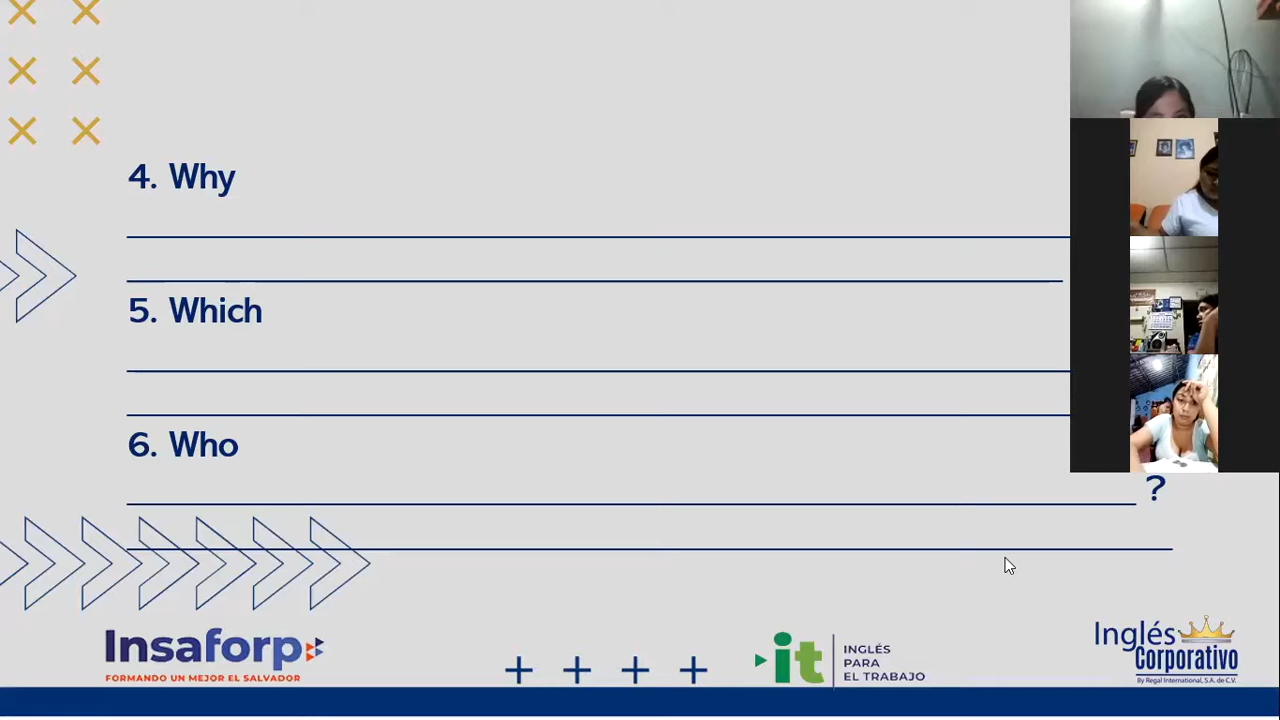 4. Why
5. Which
6. Who
?
Insaforp
FORMANDO UN MEJOR EL SALVADOR
it
INGLÉS
PARA
EL TRABAJO
Inglés
Corporativo
By Regal International, S.A. de C.V.